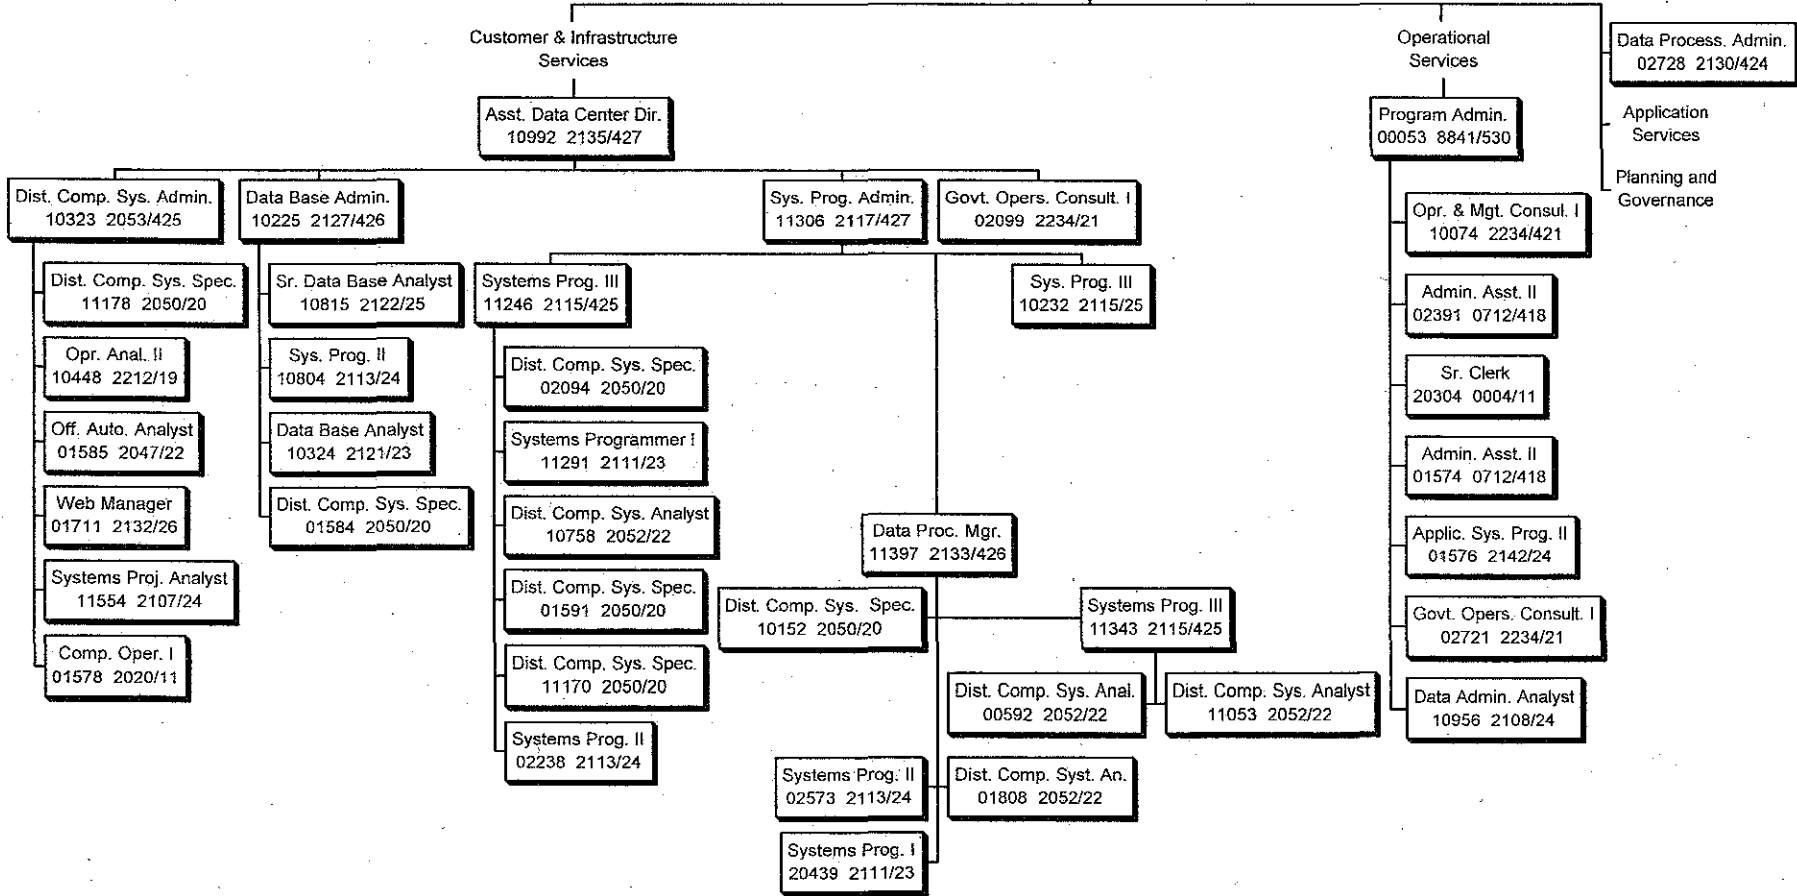 Customer & Infrastructure
Services
Operational
Services
Data Process. Admin.
02728 2130/424
Application
Services
Planning and
Governance
Asst. Data Center Dir.
10992 2135/427
Program Admin.
00053 8841/530
Dist. Comp. Sys. Admin.
10323 2053/425
Data Base Admin.
10225 2127/426
Sys. Prog. Admin.
11306 2117/427
Govt. Opers. Consult. I
02099 2234/21
Dist. Comp. Sys. Spec.
11178 2050/20
Opr. Anal. II
10448 2212/19
Off. Auto. Analyst
01585 2047/22
Web Manager
01711 2132/26
Systems Proj. Analyst
11554 2107/24
Comp. Oper. I
01578 2020/11
Sr. Data Base Analyst
10815 2122/25
Sys. Prog. II
10804 2113/24
Data Base Analyst
10324 2121/23
Dist. Comp. Sys. Spec.
01584 2050/20
Systems Prog. III
11246 2115/425
Dist. Comp. Sys. Spec.
02094 2050/20
Systems Programmer I
11291 2111/23
Dist. Comp. Sys. Analyst
10758 2052/22
Dist. Comp. Sys. Spec.
01591 2050/20
Dist. Comp. Sys. Spec.
11170 2050/20
Systems Prog. II
02238 2113/24
Sys. Prog. III
10232 2115/25
Data Proc. Mgr.
11397 2133/426
Dist. Comp. Sys. Spec.
10152 2050/20
Systems Prog. III
11343 2115/425
Dist. Comp. Sys. Anal.
00592 2052/22
Dist. Comp. Sys. Analyst
11053 2052/22
Systems Prog. II
02573 2113/24
Dist. Comp. Syst. An.
01808 2052/22
Systems Prog. I
20439 2111/23
Opr. & Mgt. Consul. I
10074 2234/421
Admin. Asst. II
02391 0712/418
Sr. Clerk
20304 0004/11
Admin. Asst. II
01574 0712/418
Applic. Sys. Prog. II
01576 2142/24
Govt. Opers. Consult. I
02721 2234/21
Data Admin. Analyst
10956 2108/24